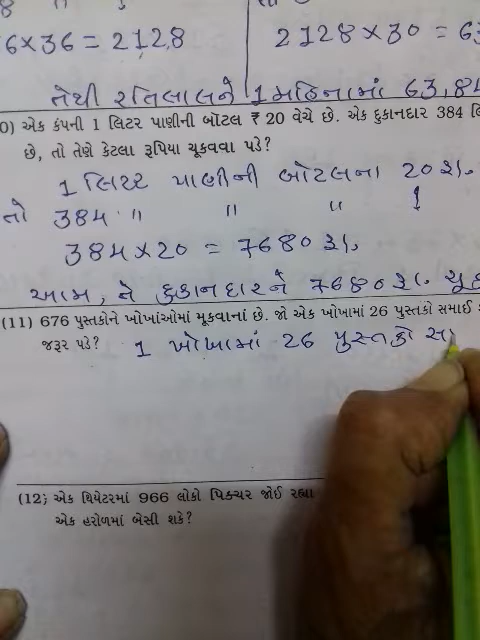 6 x 36 = 2128
2128 x 30 = 63
તેથી રતિલાલને 1 મહિનામાં 63,84
0) એક કંપની 1 લિટર પાણીની બૉટલ ₹ 20 વેચે છે. એક દુકાનદાર 384 લિ
છે, તો તેણે કેટલા રૂપિયા ચૂકવવા પડે?
1 લિટર પાણીની બોટલના 20 રૂા.
તો 384 " " "
384 x 20 = 7680 રૂા.
આમ, તે દુકાનદારને 7680 રૂા. ચૂક
(11) 676 પુસ્તકોને ખોખાંઓમાં મૂકવાનાં છે. જો એક ખોખામાં 26 પુસ્તકો સમાઈ
જરૂર પડે?
1 ખોખામાં 26 પુસ્તકો સ
(12) એક થિયેટરમાં 966 લોકો પિક્ચર જોઈ રહ્યા
એક હરોળમાં બેસી શકે?